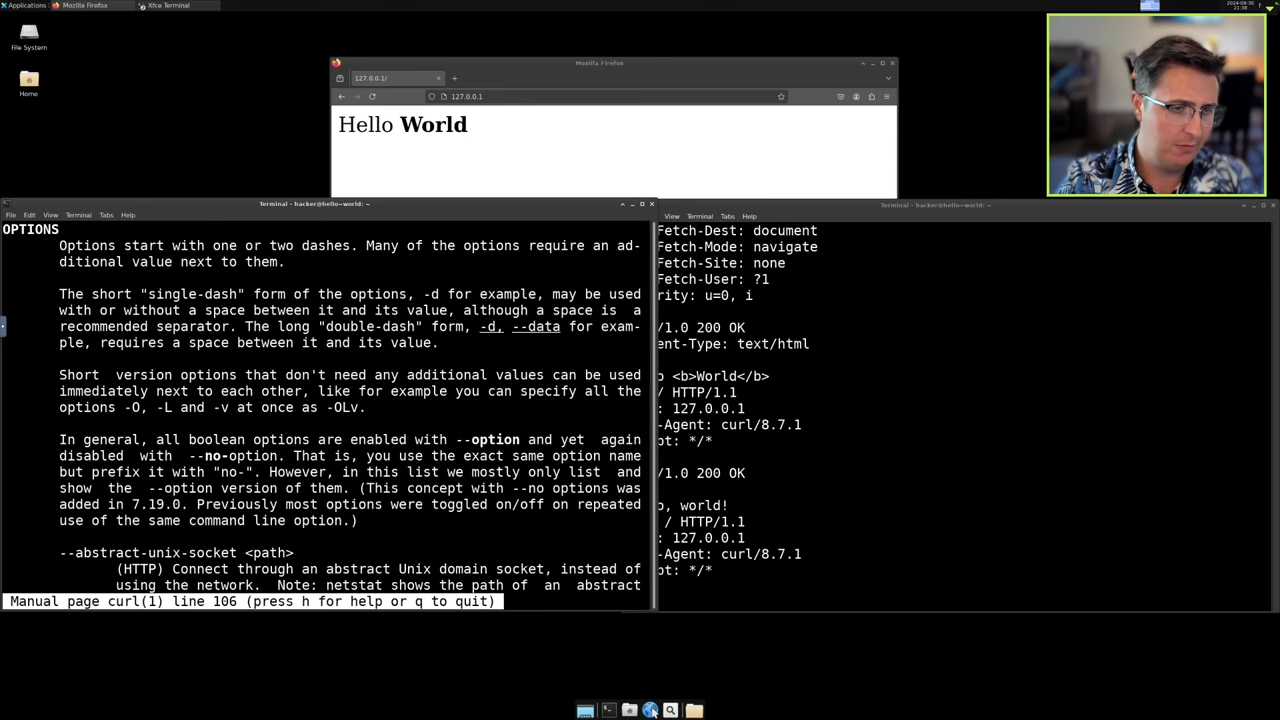 Applications
Mozilla Firefox
Xfce Terminal
2024-08-30
21:38
File System
Home
Mozilla Firefox
127.0.0.1/
127.0.0.1
Hello World
Terminal - hacker@hello~world: ~
File Edit View Terminal Tabs Help
OPTIONS
Options start with one or two dashes. Many of the options require an ad-
ditional value next to them.
The short "single-dash" form of the options, -d for example, may be used
with or without a space between it and its value, although a space is a
recommended separator. The long "double-dash" form, -d, --data for exam-
ple, requires a space between it and its value.
Short version options that don't need any additional values can be used
immediately next to each other, like for example you can specify all the
options -O, -L and -v at once as -OLv.
In general, all boolean options are enabled with --option and yet again
disabled with --no-option. That is, you use the exact same option name
but prefix it with "no-". However, in this list we mostly only list and
show the --option version of them. (This concept with --no options was
added in 7.19.0. Previously most options were toggled on/off on repeated
use of the same command line option.)
--abstract-unix-socket <path>
(HTTP) Connect through an abstract Unix domain socket, instead of
using the network. Note: netstat shows the path of an abstract
Manual page curl(1) line 106 (press h for help or q to quit)
Terminal - hacker@hello~world: ~
View Terminal Tabs Help
Fetch-Dest: document
Fetch-Mode: navigate
Fetch-Site: none
Fetch-User: ?1
rity: u=0, i
/1.0 200 OK
ent-Type: text/html
o <b>World</b>
/ HTTP/1.1
: 127.0.0.1
-Agent: curl/8.7.1
pt: */*
/1.0 200 OK
o, world!
/ HTTP/1.1
: 127.0.0.1
-Agent: curl/8.7.1
pt: */*